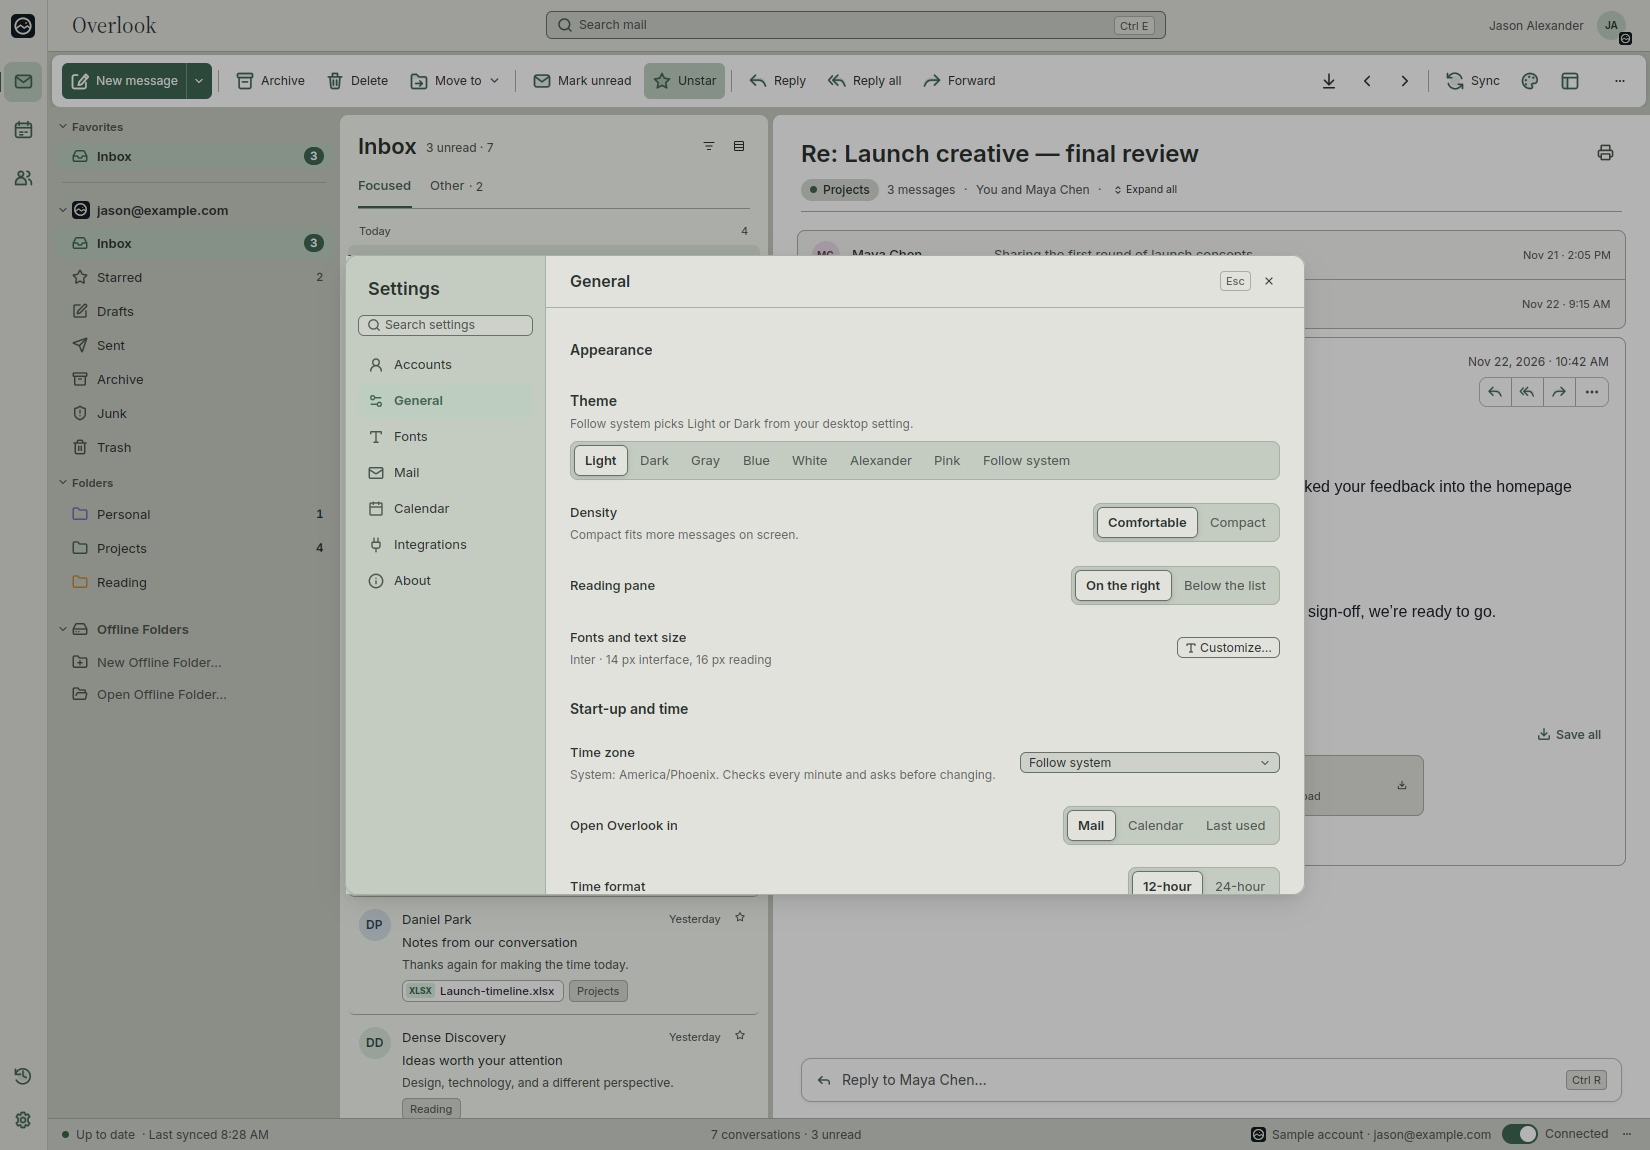 Overlook
Search mail
Ctrl E
Jason Alexander
JA
New message
Archive
Delete
Move to
Mark unread
Unstar
Reply
Reply all
Forward
Sync
Favorites
Inbox
3
jason@example.com
Inbox
3
Starred
2
Drafts
Sent
Archive
Junk
Trash
Folders
Personal
1
Projects
4
Reading
Offline Folders
New Offline Folder...
Open Offline Folder...
Inbox
3 unread · 7
Focused
Other · 2
Today
4
Re: Launch creative — final review
Projects
3 messages · You and Maya Chen ·
Expand all
MC
Maya Chen
Sharing the first round of launch concepts
Nov 21 · 2:05 PM
Nov 22 · 9:15 AM
Nov 22, 2026 · 10:42 AM
ked your feedback into the homepage
sign-off, we're ready to go.
Save all
oad
Settings
Search settings
Accounts
General
Fonts
Mail
Calendar
Integrations
About
General
Esc
Appearance
Theme
Follow system picks Light or Dark from your desktop setting.
Light
Dark
Gray
Blue
White
Alexander
Pink
Follow system
Density
Compact fits more messages on screen.
Comfortable
Compact
Reading pane
On the right
Below the list
Fonts and text size
Inter · 14 px interface, 16 px reading
Customize...
Start-up and time
Time zone
System: America/Phoenix. Checks every minute and asks before changing.
Follow system
Open Overlook in
Mail
Calendar
Last used
Time format
12-hour
24-hour
DP
Daniel Park
Yesterday
Notes from our conversation
Thanks again for making the time today.
XLSX
Launch-timeline.xlsx
Projects
DD
Dense Discovery
Yesterday
Ideas worth your attention
Design, technology, and a different perspective.
Reading
Reply to Maya Chen...
Ctrl R
Up to date · Last synced 8:28 AM
7 conversations · 3 unread
Sample account · jason@example.com
Connected